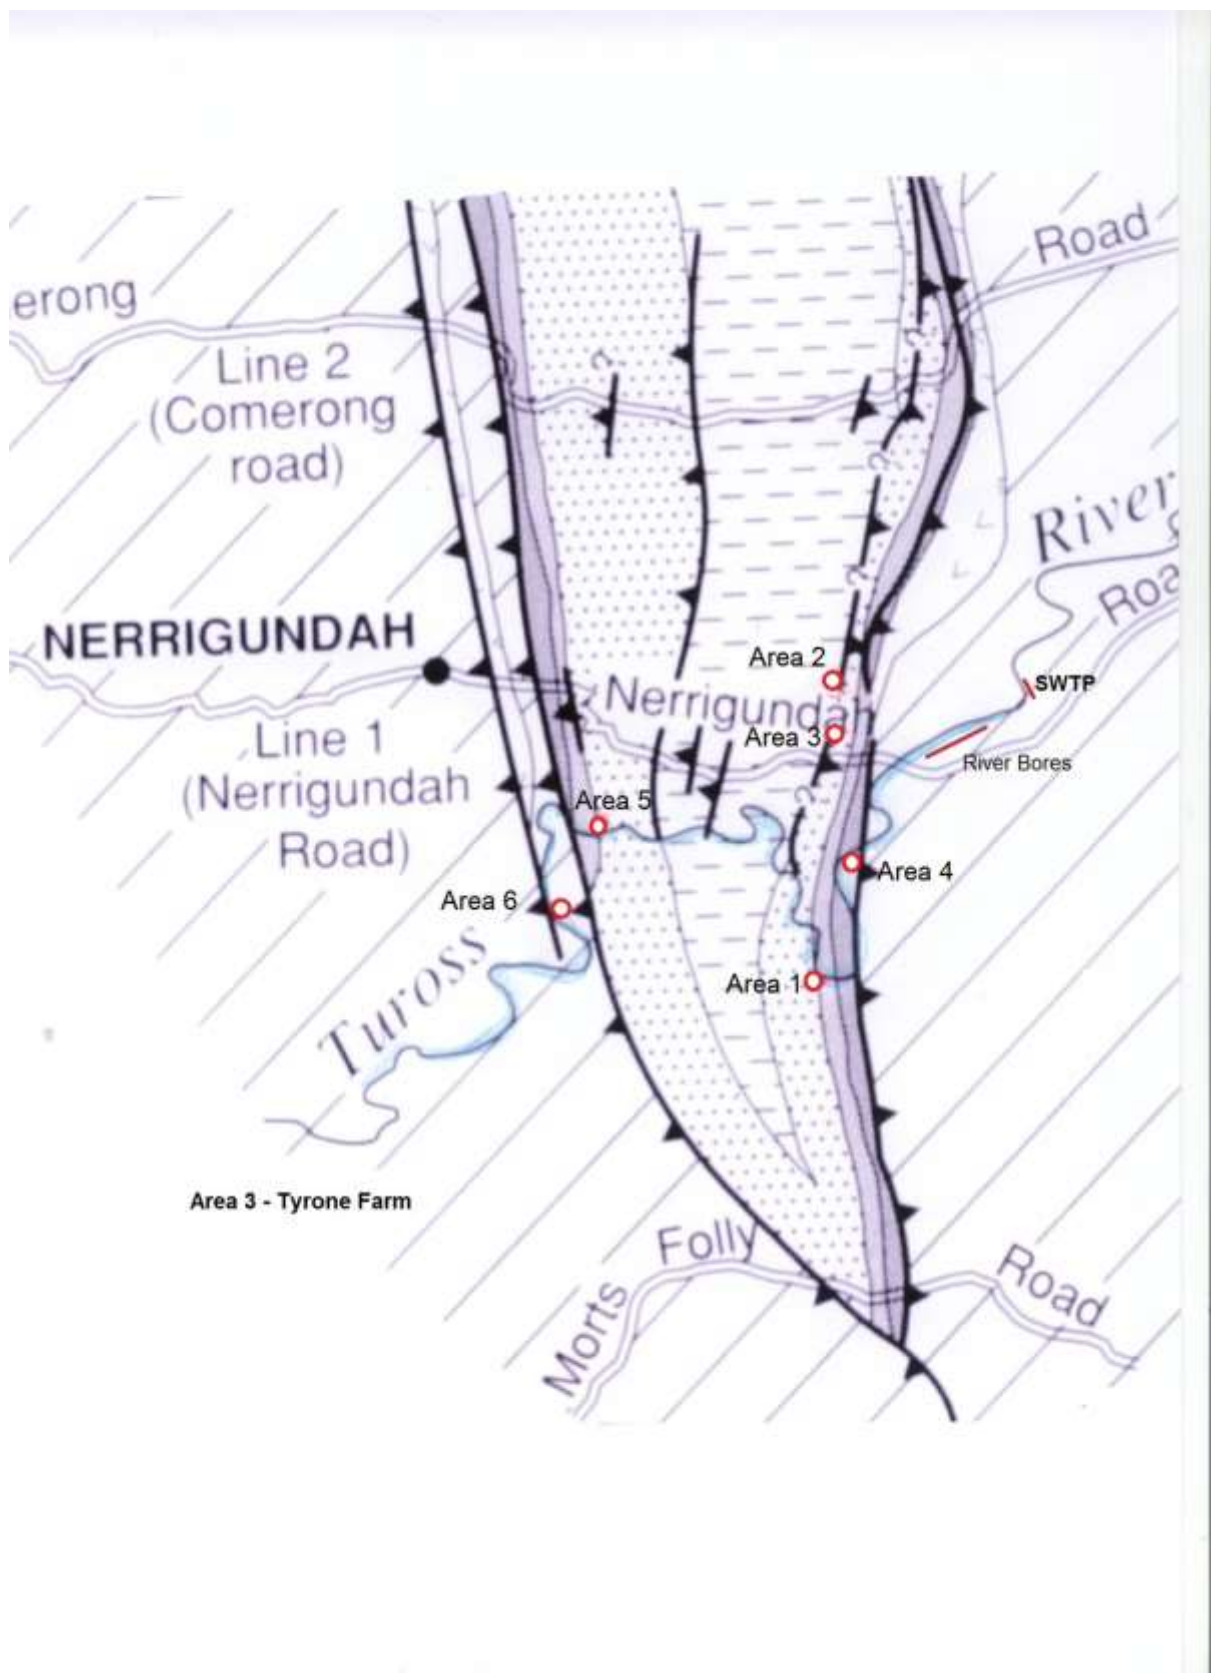 Road
erong
Line 2
(Comerong
road)
River
Roa
NERRIGUNDAH
Area 2
SWTP
Nerrigundah
Area 3
Line 1
(Nerrigundah
Road)
River Bores
Area 5
Area 4
Area 6
Tuross
Area 1
Area 3 - Tyrone Farm
Folly
Road
Morts
?
?
?
?
?